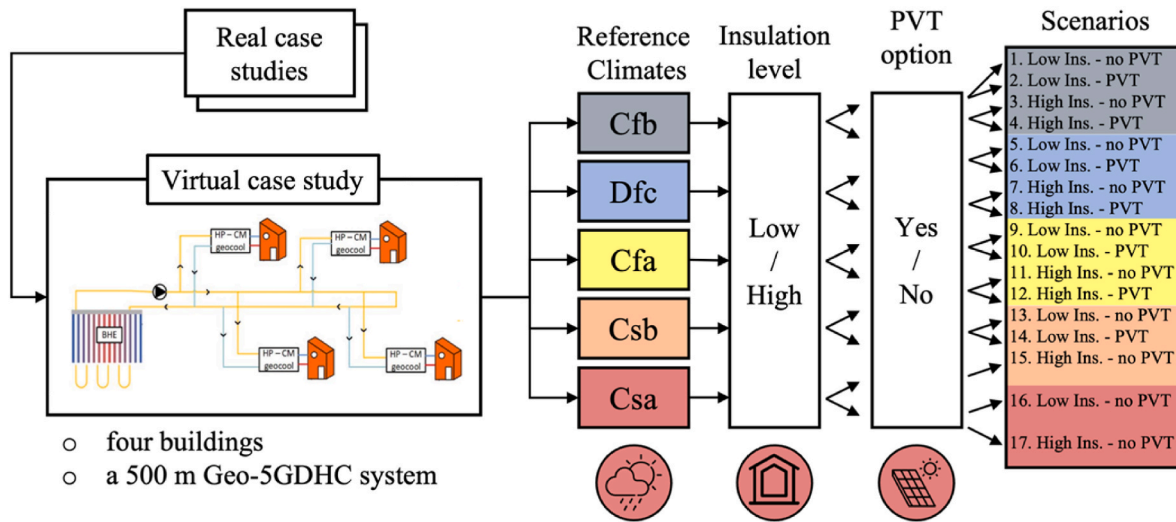 Real case
studies
Virtual case study
HP – CM
geocool
HP – CM
geocool
BHE
HP – CM
geocool
HP – CM
geocool
four buildings
a 500 m Geo-5GDHC system
Reference
Climates
Cfb
Dfc
Cfa
Csb
Csa
Insulation
level
Low
/
High
PVT
option
Yes
/
No
Scenarios
1. Low Ins. - no PVT
2. Low Ins. - PVT
3. High Ins. - no PVT
4. High Ins. - PVT
5. Low Ins. - no PVT
6. Low Ins. - PVT
7. High Ins. - no PVT
8. High Ins. - PVT
9. Low Ins. - no PVT
10. Low Ins. - PVT
11. High Ins. - no PVT
12. High Ins. - PVT
13. Low Ins. - no PVT
14. Low Ins. - PVT
15. High Ins. - no PVT
16. Low Ins. - no PVT
17. High Ins. - no PVT